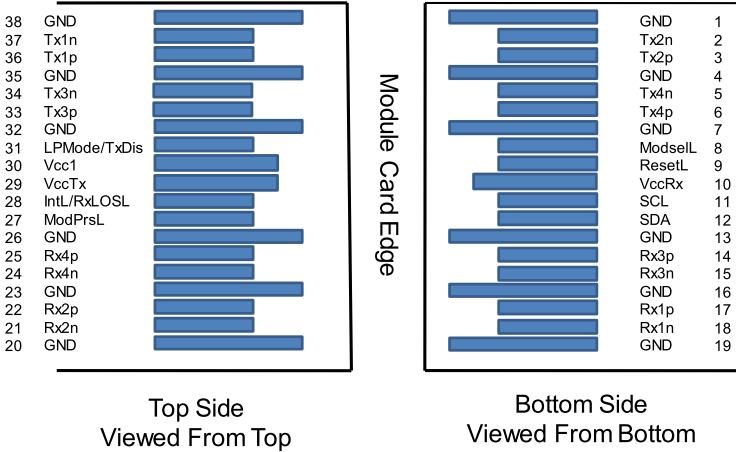 38 GND
37 Tx1n
36 Tx1p
35 GND
34 Tx3n
33 Tx3p
32 GND
31 LPMode/TxDis
30 Vcc1
29 VccTx
28 IntL/RxLOSL
27 ModPrsL
26 GND
25 Rx4p
24 Rx4n
23 GND
22 Rx2p
21 Rx2n
20 GND
Top Side
Viewed From Top
Module Card Edge
GND 1
Tx2n 2
Tx2p 3
GND 4
Tx4n 5
Tx4p 6
GND 7
ModselL 8
ResetL 9
VccRx 10
SCL 11
SDA 12
GND 13
Rx3p 14
Rx3n 15
GND 16
Rx1p 17
Rx1n 18
GND 19
Bottom Side
Viewed From Bottom